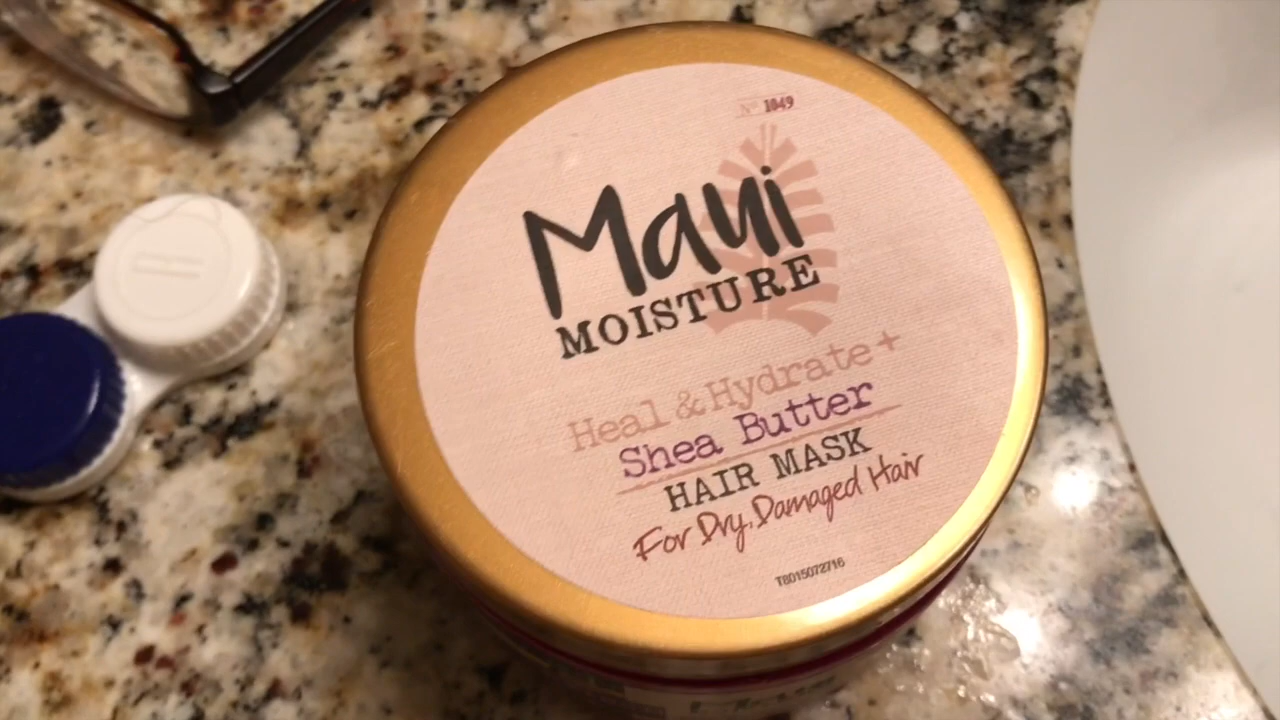 Nº 1049
Maui
MOISTURE
Heal & Hydrate +
Shea Butter
HAIR MASK
For Dry, Damaged Hair
T8015072716